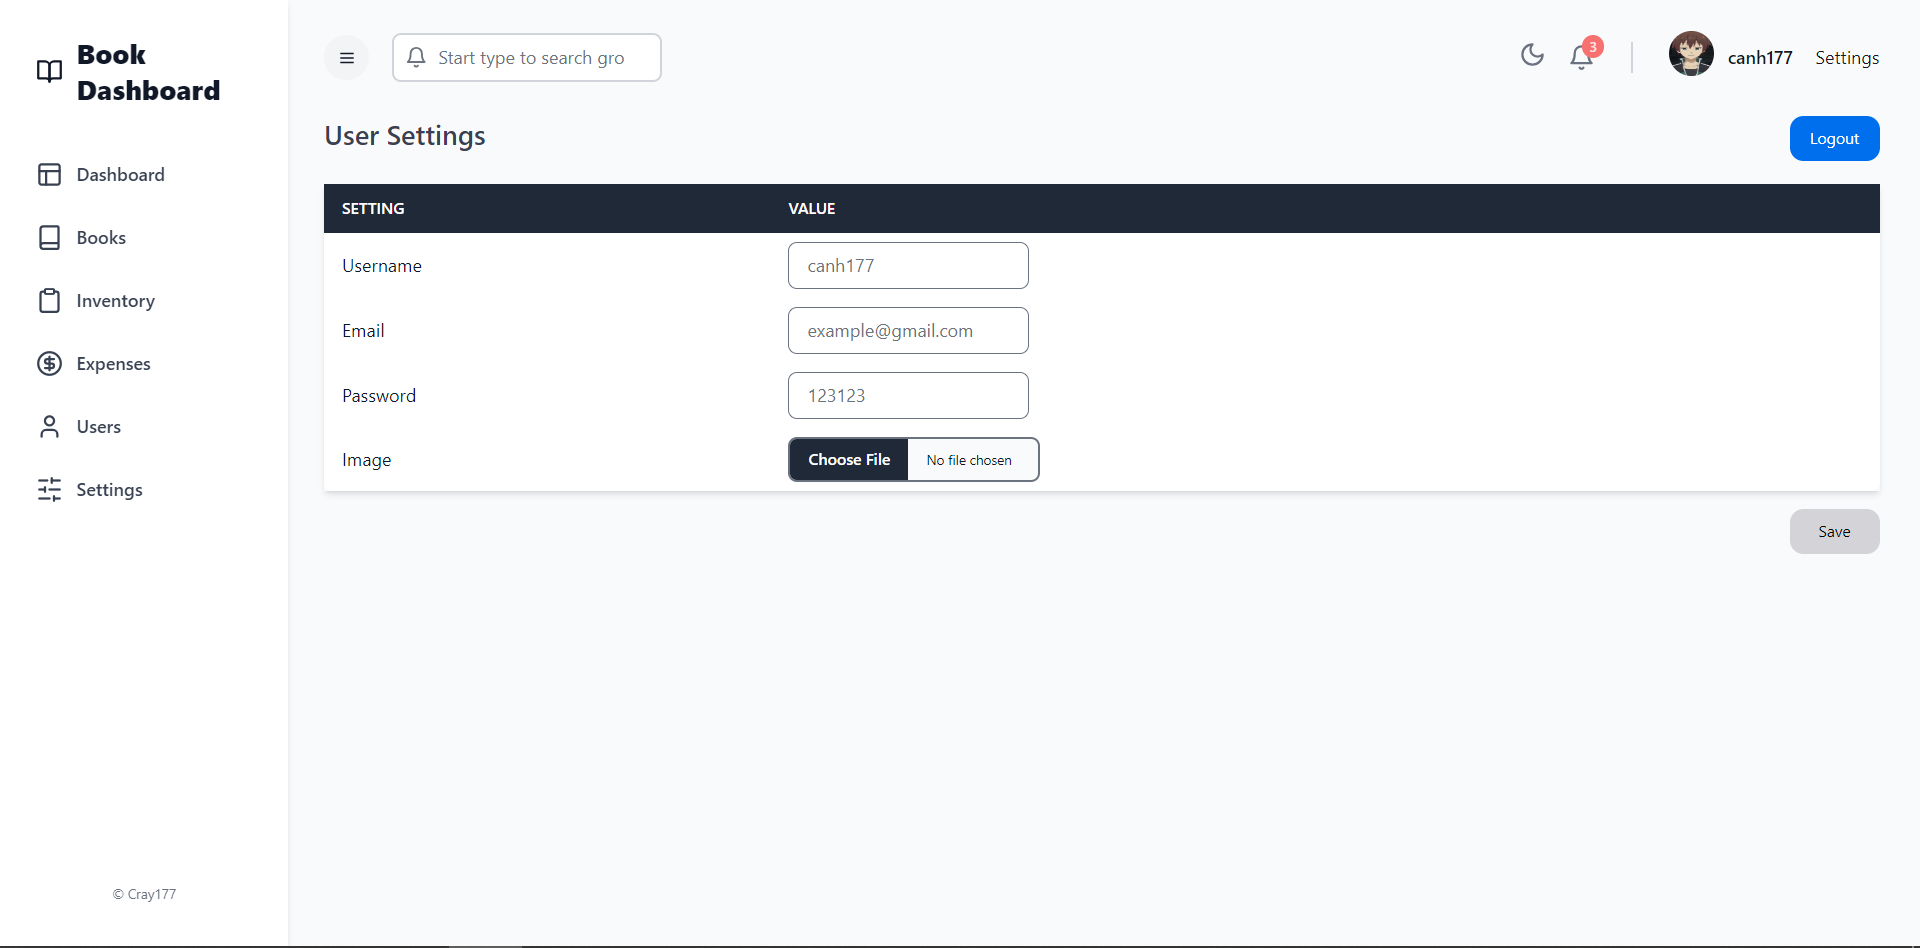 Book
Dashboard
Dashboard
Books
Inventory
Expenses
Users
Settings
© Cray177
Start type to search gro
3
canh177
Settings
User Settings
Logout
SETTING VALUE
Username canh177
Email example@gmail.com
Password 123123
Image Choose File No file chosen
Save